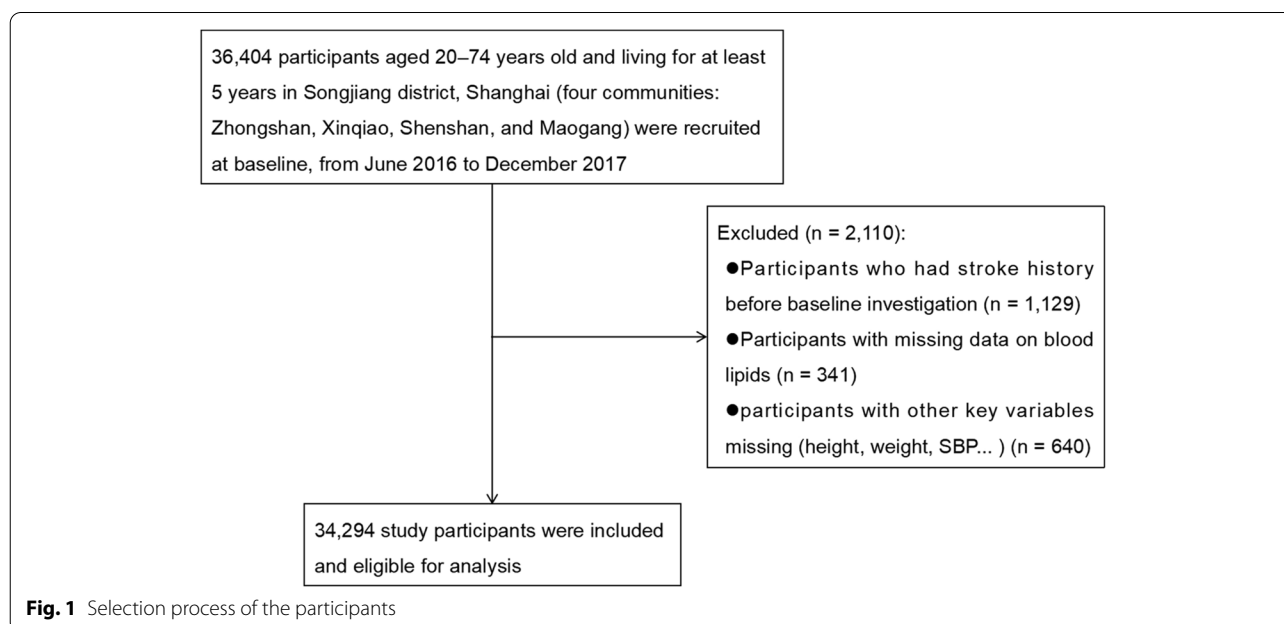 36,404 participants aged 20–74 years old and living for at least
5 years in Songjiang district, Shanghai (four communities:
Zhongshan, Xinqiao, Shenshan, and Maogang) were recruited
at baseline, from June 2016 to December 2017
Excluded (n = 2,110):
●Participants who had stroke history
before baseline investigation (n = 1,129)
●Participants with missing data on blood
lipids (n = 341)
●participants with other key variables
missing (height, weight, SBP... ) (n = 640)
34,294 study participants were included
and eligible for analysis
Fig. 1 Selection process of the participants